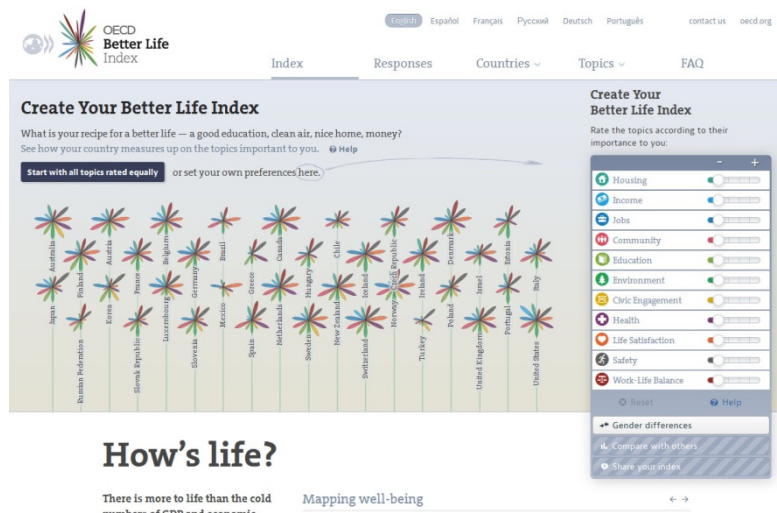 English Español Français Русский Deutsch Português contact us oecd.org
OECD
Better Life
Index
Index Responses Countries Topics FAQ
Create Your Better Life Index
What is your recipe for a better life — a good education, clean air, nice home, money?
See how your country measures up on the topics important to you. Help
Start with all topics rated equally or set your own preferences here.
Australia
Austria
Belgium
Brazil
Canada
Chile
Czech Republic
Denmark
Estonia
Finland
France
Germany
Greece
Hungary
Iceland
Ireland
Israel
Italy
Japan
Korea
Luxembourg
Mexico
Netherlands
New Zealand
Norway
Poland
Portugal
Russian Federation
Slovak Republic
Slovenia
Spain
Sweden
Switzerland
Turkey
United Kingdom
United States
Create Your
Better Life Index
Rate the topics according to their
importance to you:
- +
Housing
Income
Jobs
Community
Education
Environment
Civic Engagement
Health
Life Satisfaction
Safety
Work-Life Balance
Reset Help
Gender differences
Compare with others
Share your index
How's life?
There is more to life than the cold
numbers of GDP and economic
Mapping well-being